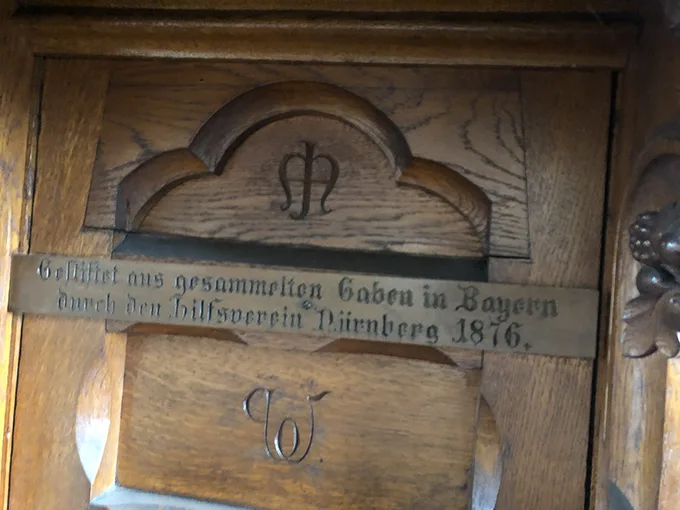 M
Gestiftet aus gesammelten Gaben in Bayern
durch den Hilfsverein Nürnberg 1876.
W